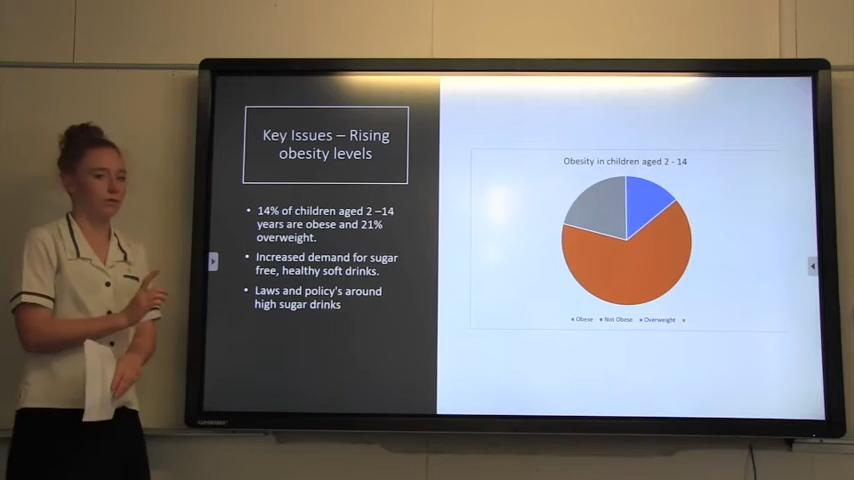 Key Issues – Rising
obesity levels
• 14% of children aged 2 –14
years are obese and 21%
overweight.
• Increased demand for sugar
free, healthy soft drinks.
• Laws and policy's around
high sugar drinks
Obesity in children aged 2 - 14
Obese Not Obese Overweight